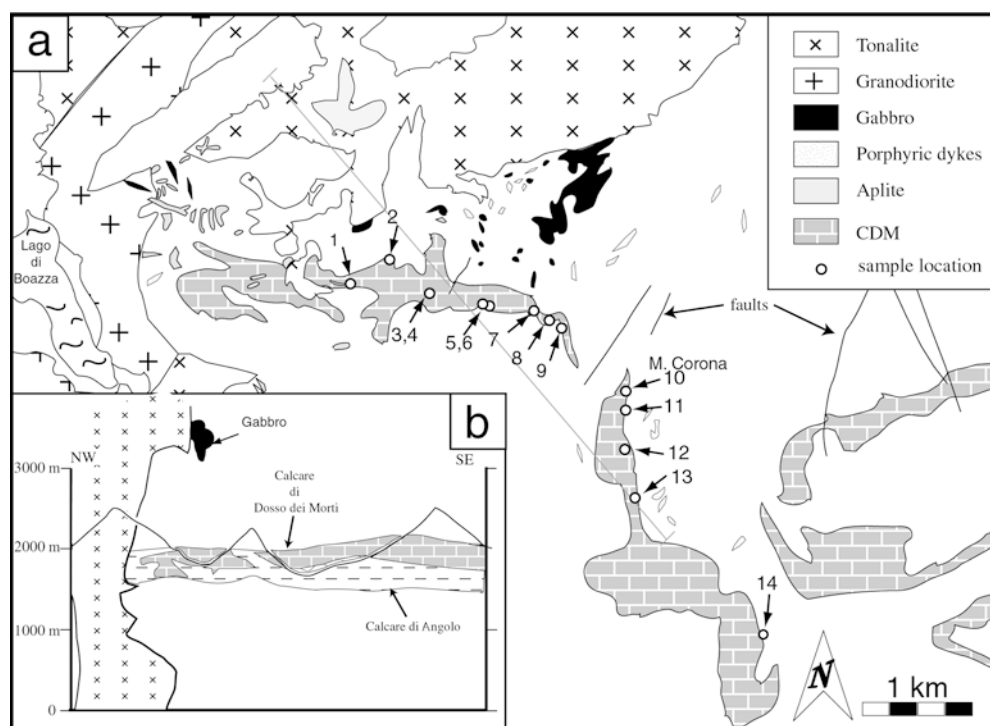 a
Tonalite
Granodiorite
Gabbro
Porphyric dykes
Aplite
CDM
sample location
Lago
di
Boazza
1
2
3,4
5,6
7
8
9
faults
M. Corona
10
11
12
13
14
b
Gabbro
NW
SE
3000 m
2000 m
1000 m
0
Calcare
di
Dosso dei Morti
Calcare di Angolo
N
1 km